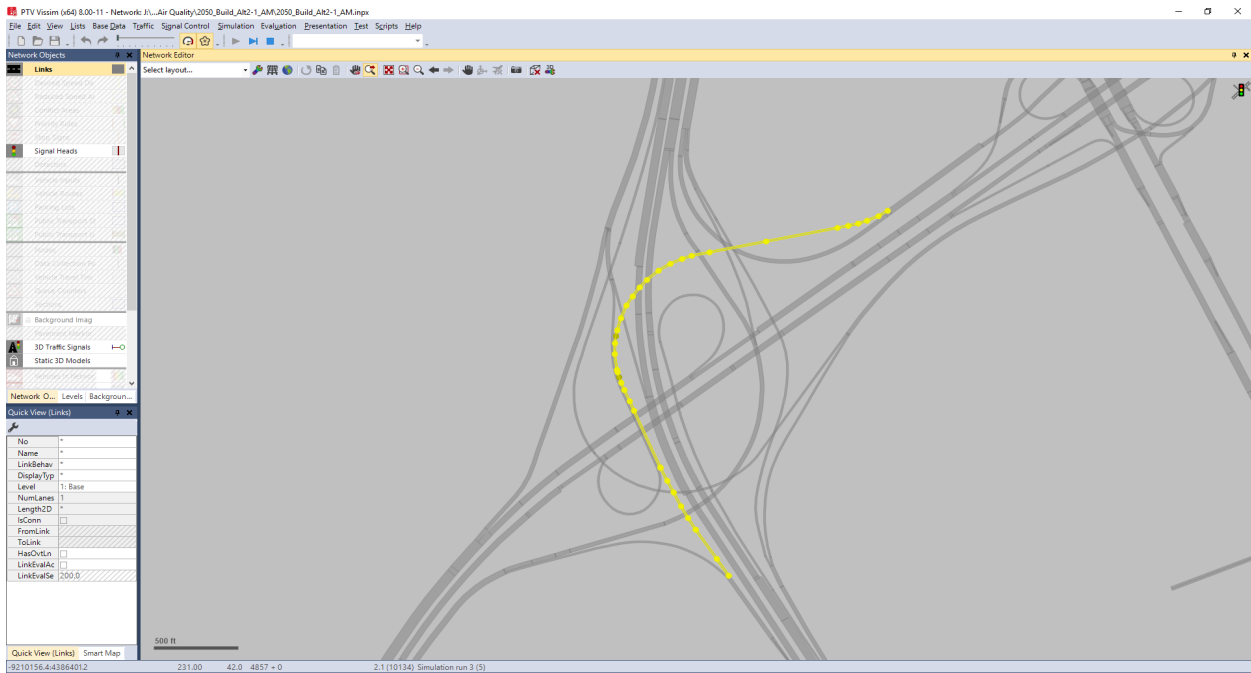 PTV Vissim (x64) 8.00-11 - Network: J:\...Air Quality\2050_Build_Alt2-1_AM\2050_Build_Alt2-1_AM.inpx
File Edit View Lists Base Data Traffic Signal Control Simulation Evaluation Presentation Test Scripts Help
Network Objects
Network Editor
Links
Select layout...
Signal Heads
Background Imag
3D Traffic Signals
Static 3D Models
Network O... Levels Backgroun...
Quick View (Links)
No *
Name *
LinkBehav *
DisplayTyp *
Level 1: Base
NumLanes 1
Length2D *
IsConn
FromLink
ToLink
HasOvtLn
LinkEvalAc
LinkEvalSe 200.0
500 ft
Quick View (Links) Smart Map
-9210156.4:4386401.2 231.00 42.0 4857 + 0 2.1 (10134) Simulation run 3 (5)